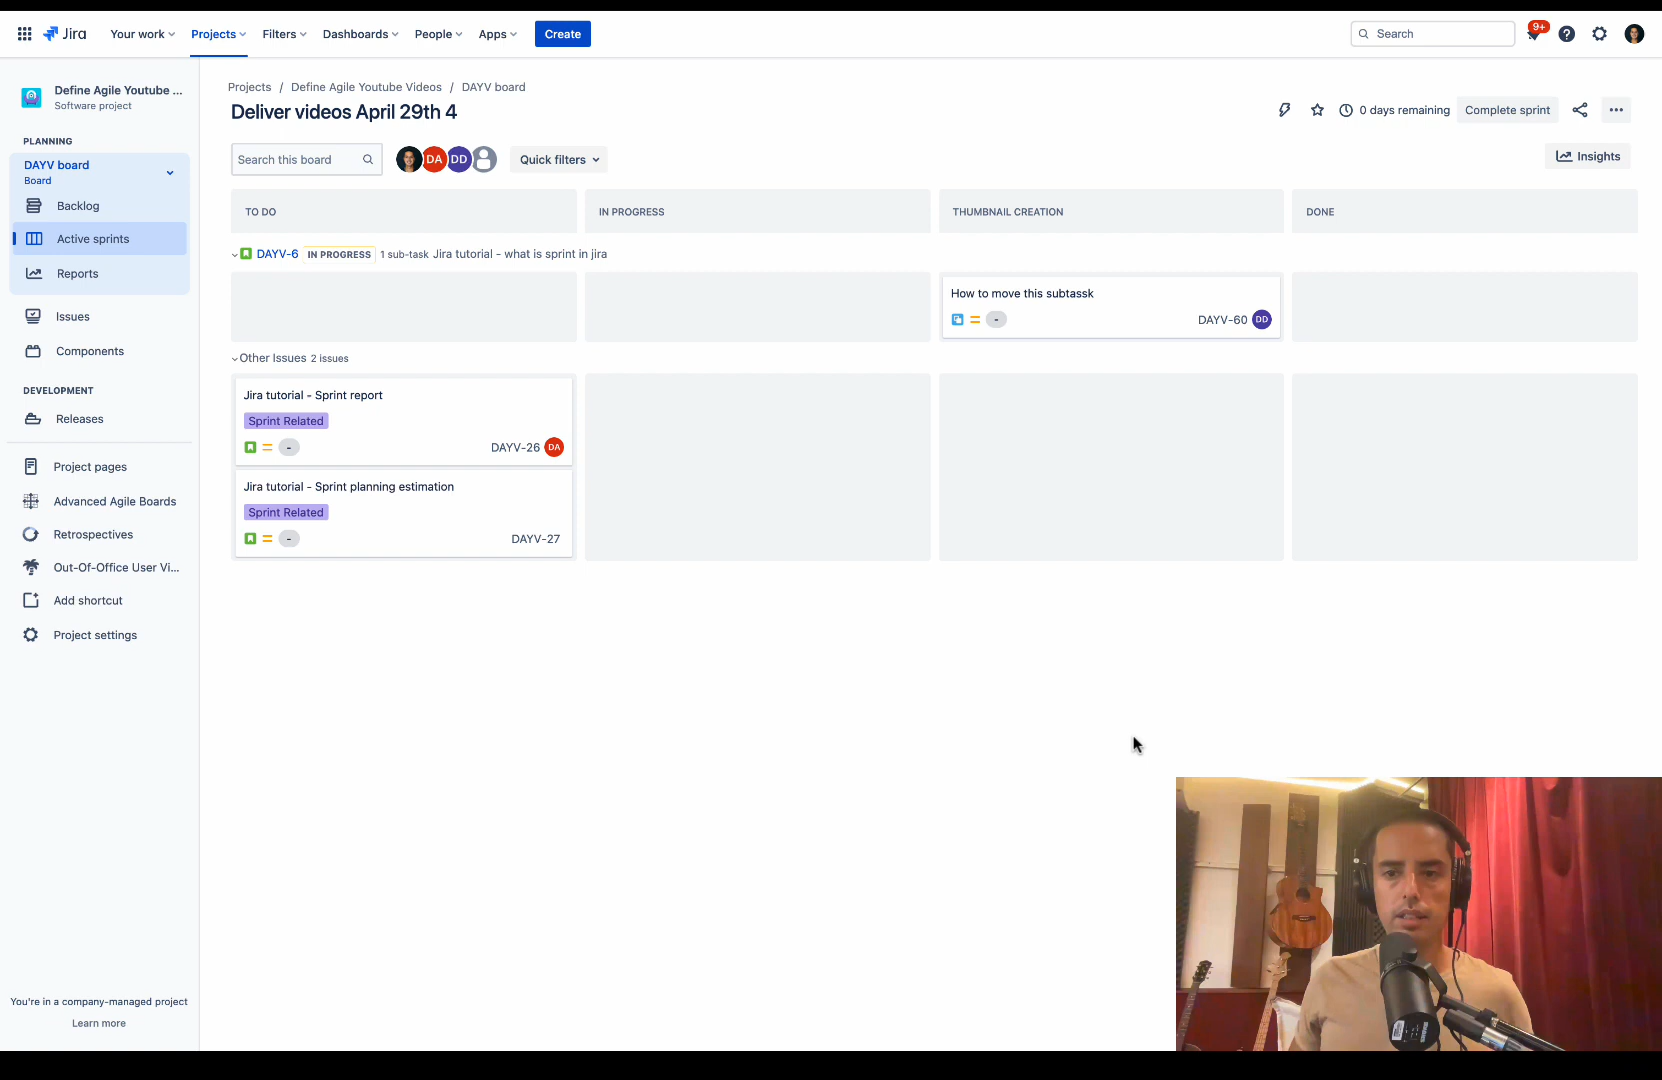 Jira
Your work
Projects
Filters
Dashboards
People
Apps
Create
Search
9+
Define Agile Youtube ...
Software project
PLANNING
DAYV board
Board
Backlog
Active sprints
Reports
Issues
Components
DEVELOPMENT
Releases
Project pages
Advanced Agile Boards
Retrospectives
Out-Of-Office User Vi...
Add shortcut
Project settings
You're in a company-managed project
Learn more
Projects / Define Agile Youtube Videos / DAYV board
Deliver videos April 29th 4
0 days remaining
Complete sprint
Search this board
DA
DD
Quick filters
Insights
TO DO
IN PROGRESS
THUMBNAIL CREATION
DONE
DAYV-6 IN PROGRESS 1 sub-task Jira tutorial - what is sprint in jira
How to move this subtassk
- DAYV-60 DD
Other Issues 2 issues
Jira tutorial - Sprint report
Sprint Related
- DAYV-26 DA
Jira tutorial - Sprint planning estimation
Sprint Related
- DAYV-27